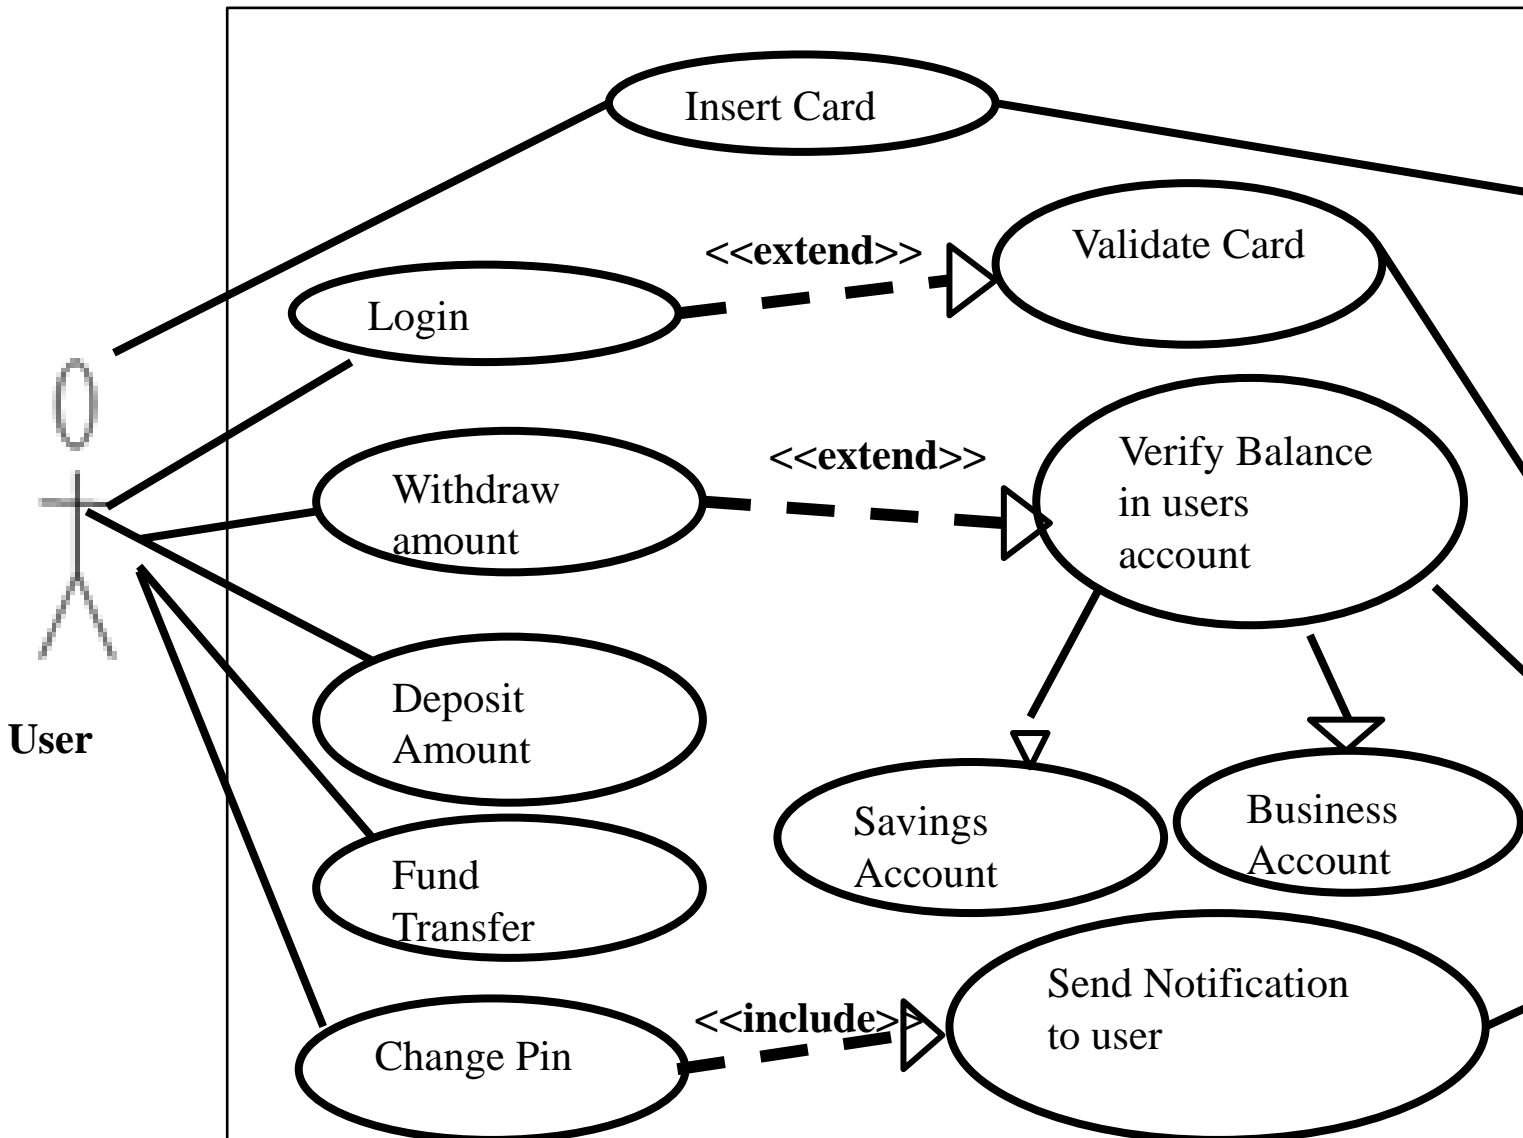 Insert Card
<<extend>>
Validate Card
Login
<<extend>>
Verify Balance
in users
account
Withdraw
amount
Deposit
Amount
User
Savings
Account
Business
Account
Fund
Transfer
Send Notification
to user
<<include>>
Change Pin